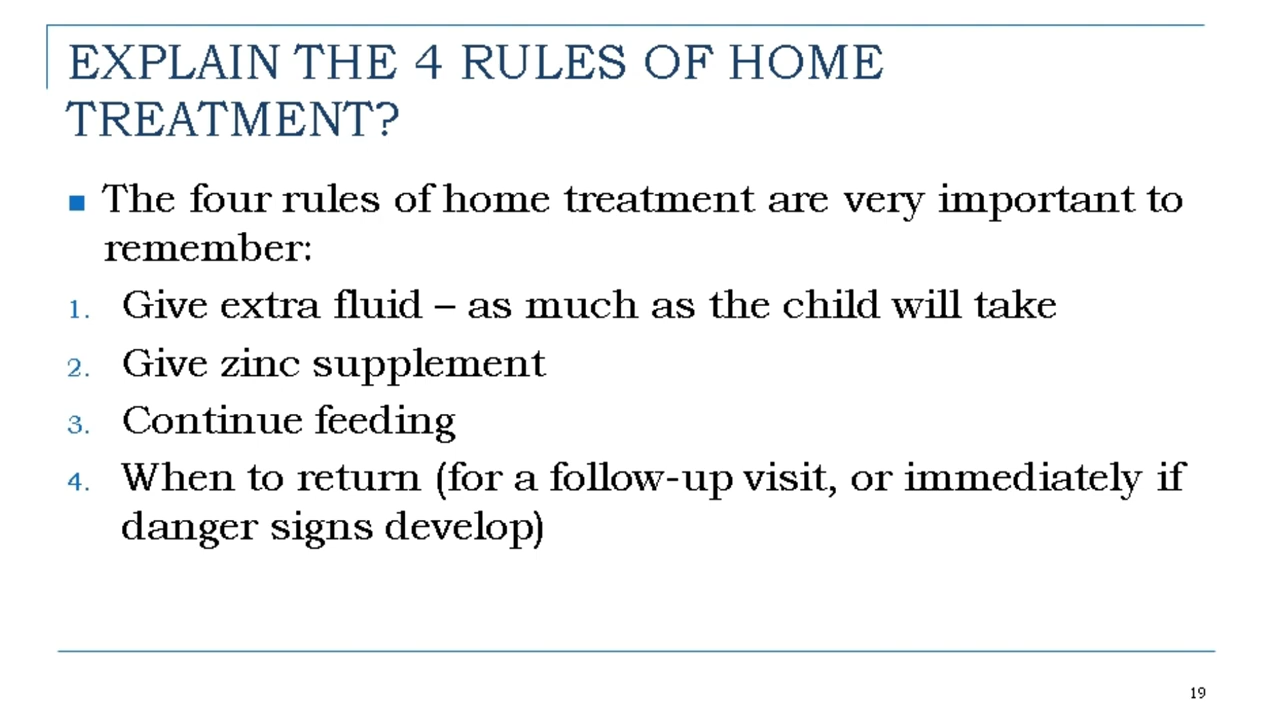 EXPLAIN THE 4 RULES OF HOME
TREATMENT?
■ The four rules of home treatment are very important to
remember:
1. Give extra fluid – as much as the child will take
2. Give zinc supplement
3. Continue feeding
4. When to return (for a follow-up visit, or immediately if
danger signs develop)
19